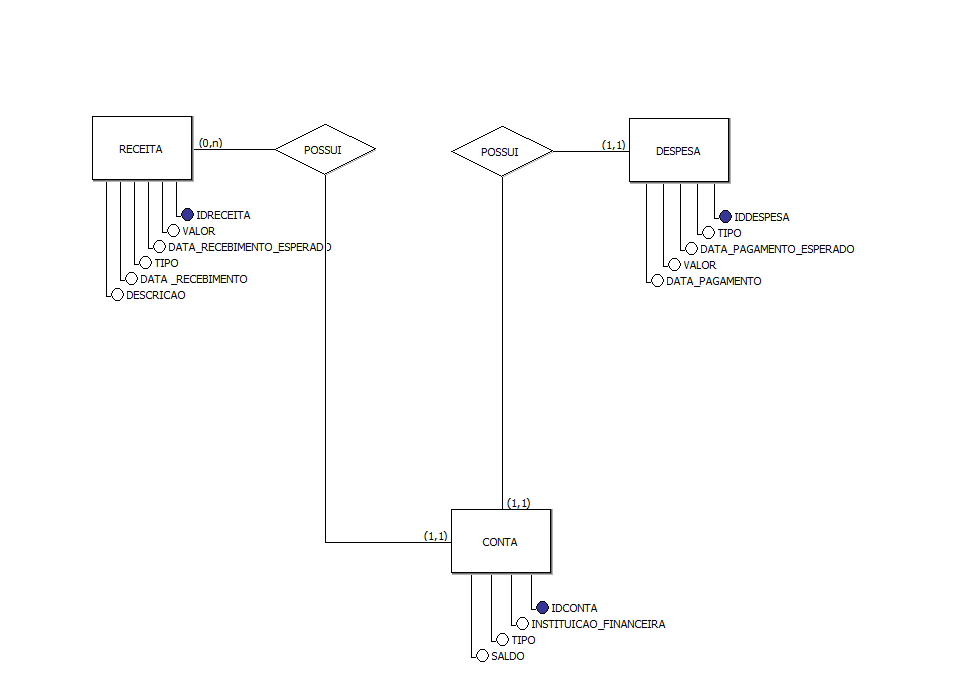 RECEITA
(0,n)
POSSUI
POSSUI
(1,1)
DESPESA
IDRECEITA
VALOR
DATA_RECEBIMENTO_ESPERADO
TIPO
DATA _RECEBIMENTO
DESCRICAO
IDDESPESA
TIPO
DATA_PAGAMENTO_ESPERADO
VALOR
DATA_PAGAMENTO
(1,1)
(1,1)
CONTA
IDCONTA
INSTITUICAO_FINANCEIRA
TIPO
SALDO